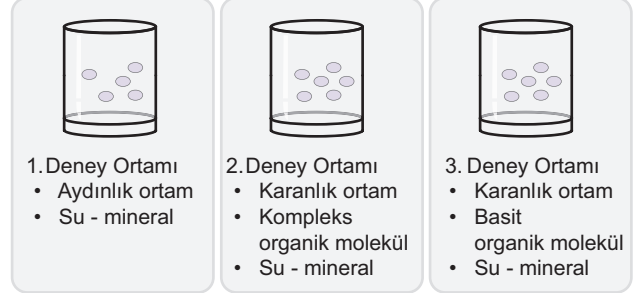 1.Deney Ortamı
• Aydınlık ortam
• Su - mineral
2.Deney Ortamı
• Karanlık ortam
• Kompleks
organik molekül
• Su - mineral
3. Deney Ortamı
• Karanlık ortam
• Basit
organik molekül
• Su - mineral